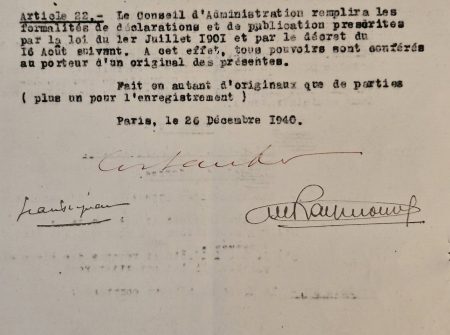 Article 22.- Le Conseil d'Administration remplira les
formalités de déclarations et de publication presérites
par la loi du 1er Juillet 1901 et par le décret du
16 Août suivant. A cet effet, tous pouvoirs sont conférés
au porteur d'un original des présentes.
Fait en autant d'originaux que de parties
( plus un pour l'enregistrement )
Paris, le 26 Décembre 1940.